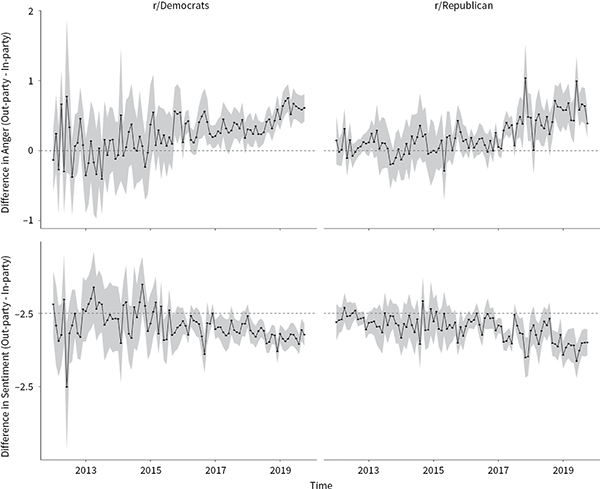 r/Democrats
r/Republican
Difference in Anger (Out-party - In-party)
2
1
0
−1
Difference in Sentiment (Out-party - In-party)
−2.5
−2.5
2013
2015
2017
2019
2013
2015
2017
2019
Time